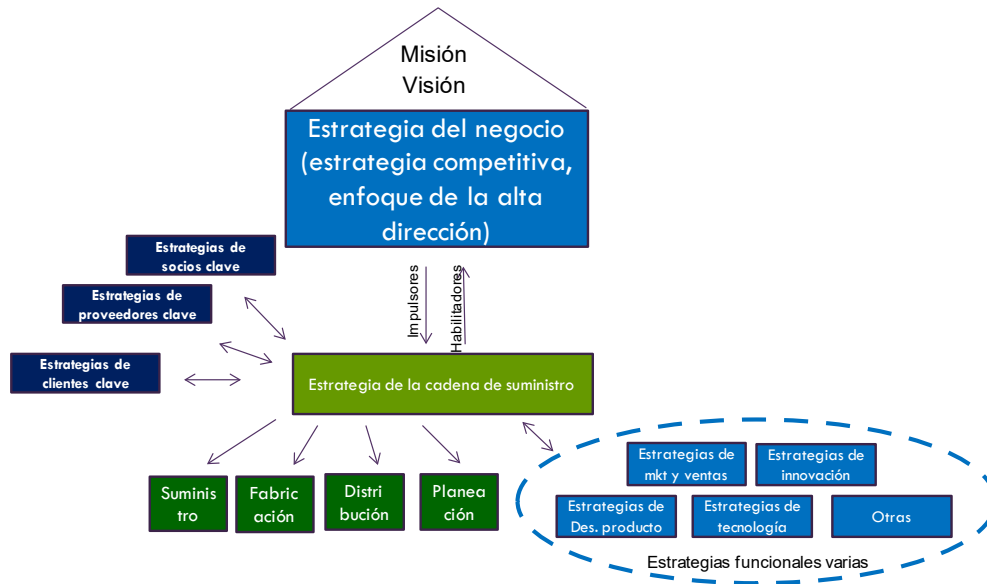 Misión
Visión
Estrategia del negocio
(estrategia competitiva,
enfoque de la alta
dirección)
Estrategias de
socios clave
Estrategias de
proveedores clave
Estrategias de
clientes clave
Impulsores
Habilitadores
Estrategia de la cadena de suministro
Suminis
tro
Fabric
ación
Distri
bución
Planea
ción
Estrategias de
mkt y ventas
Estrategias de
innovación
Estrategias de
Des. producto
Estrategias de
tecnología
Otras
Estrategias funcionales varias